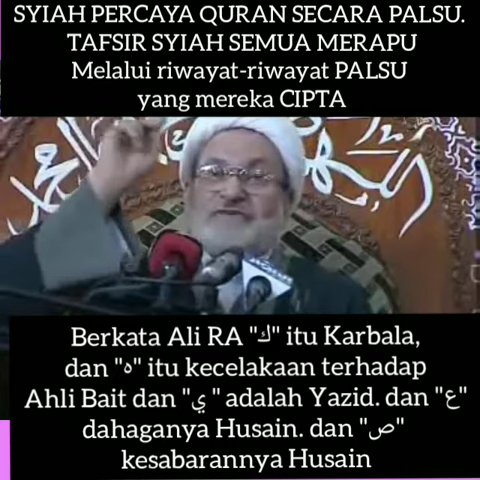 SYIAH PERCAYA QURAN SECARA PALSU.
TAFSIR SYIAH SEMUA MERAPU
Melalui riwayat-riwayat PALSU
yang mereka CIPTA
Berkata Ali RA "ك" itu Karbala,
dan "ه" itu kecelakaan terhadap
Ahli Bait dan "ي " adalah Yazid. dan "ع"
dahaganya Husain. dan "ص"
kesabarannya Husain